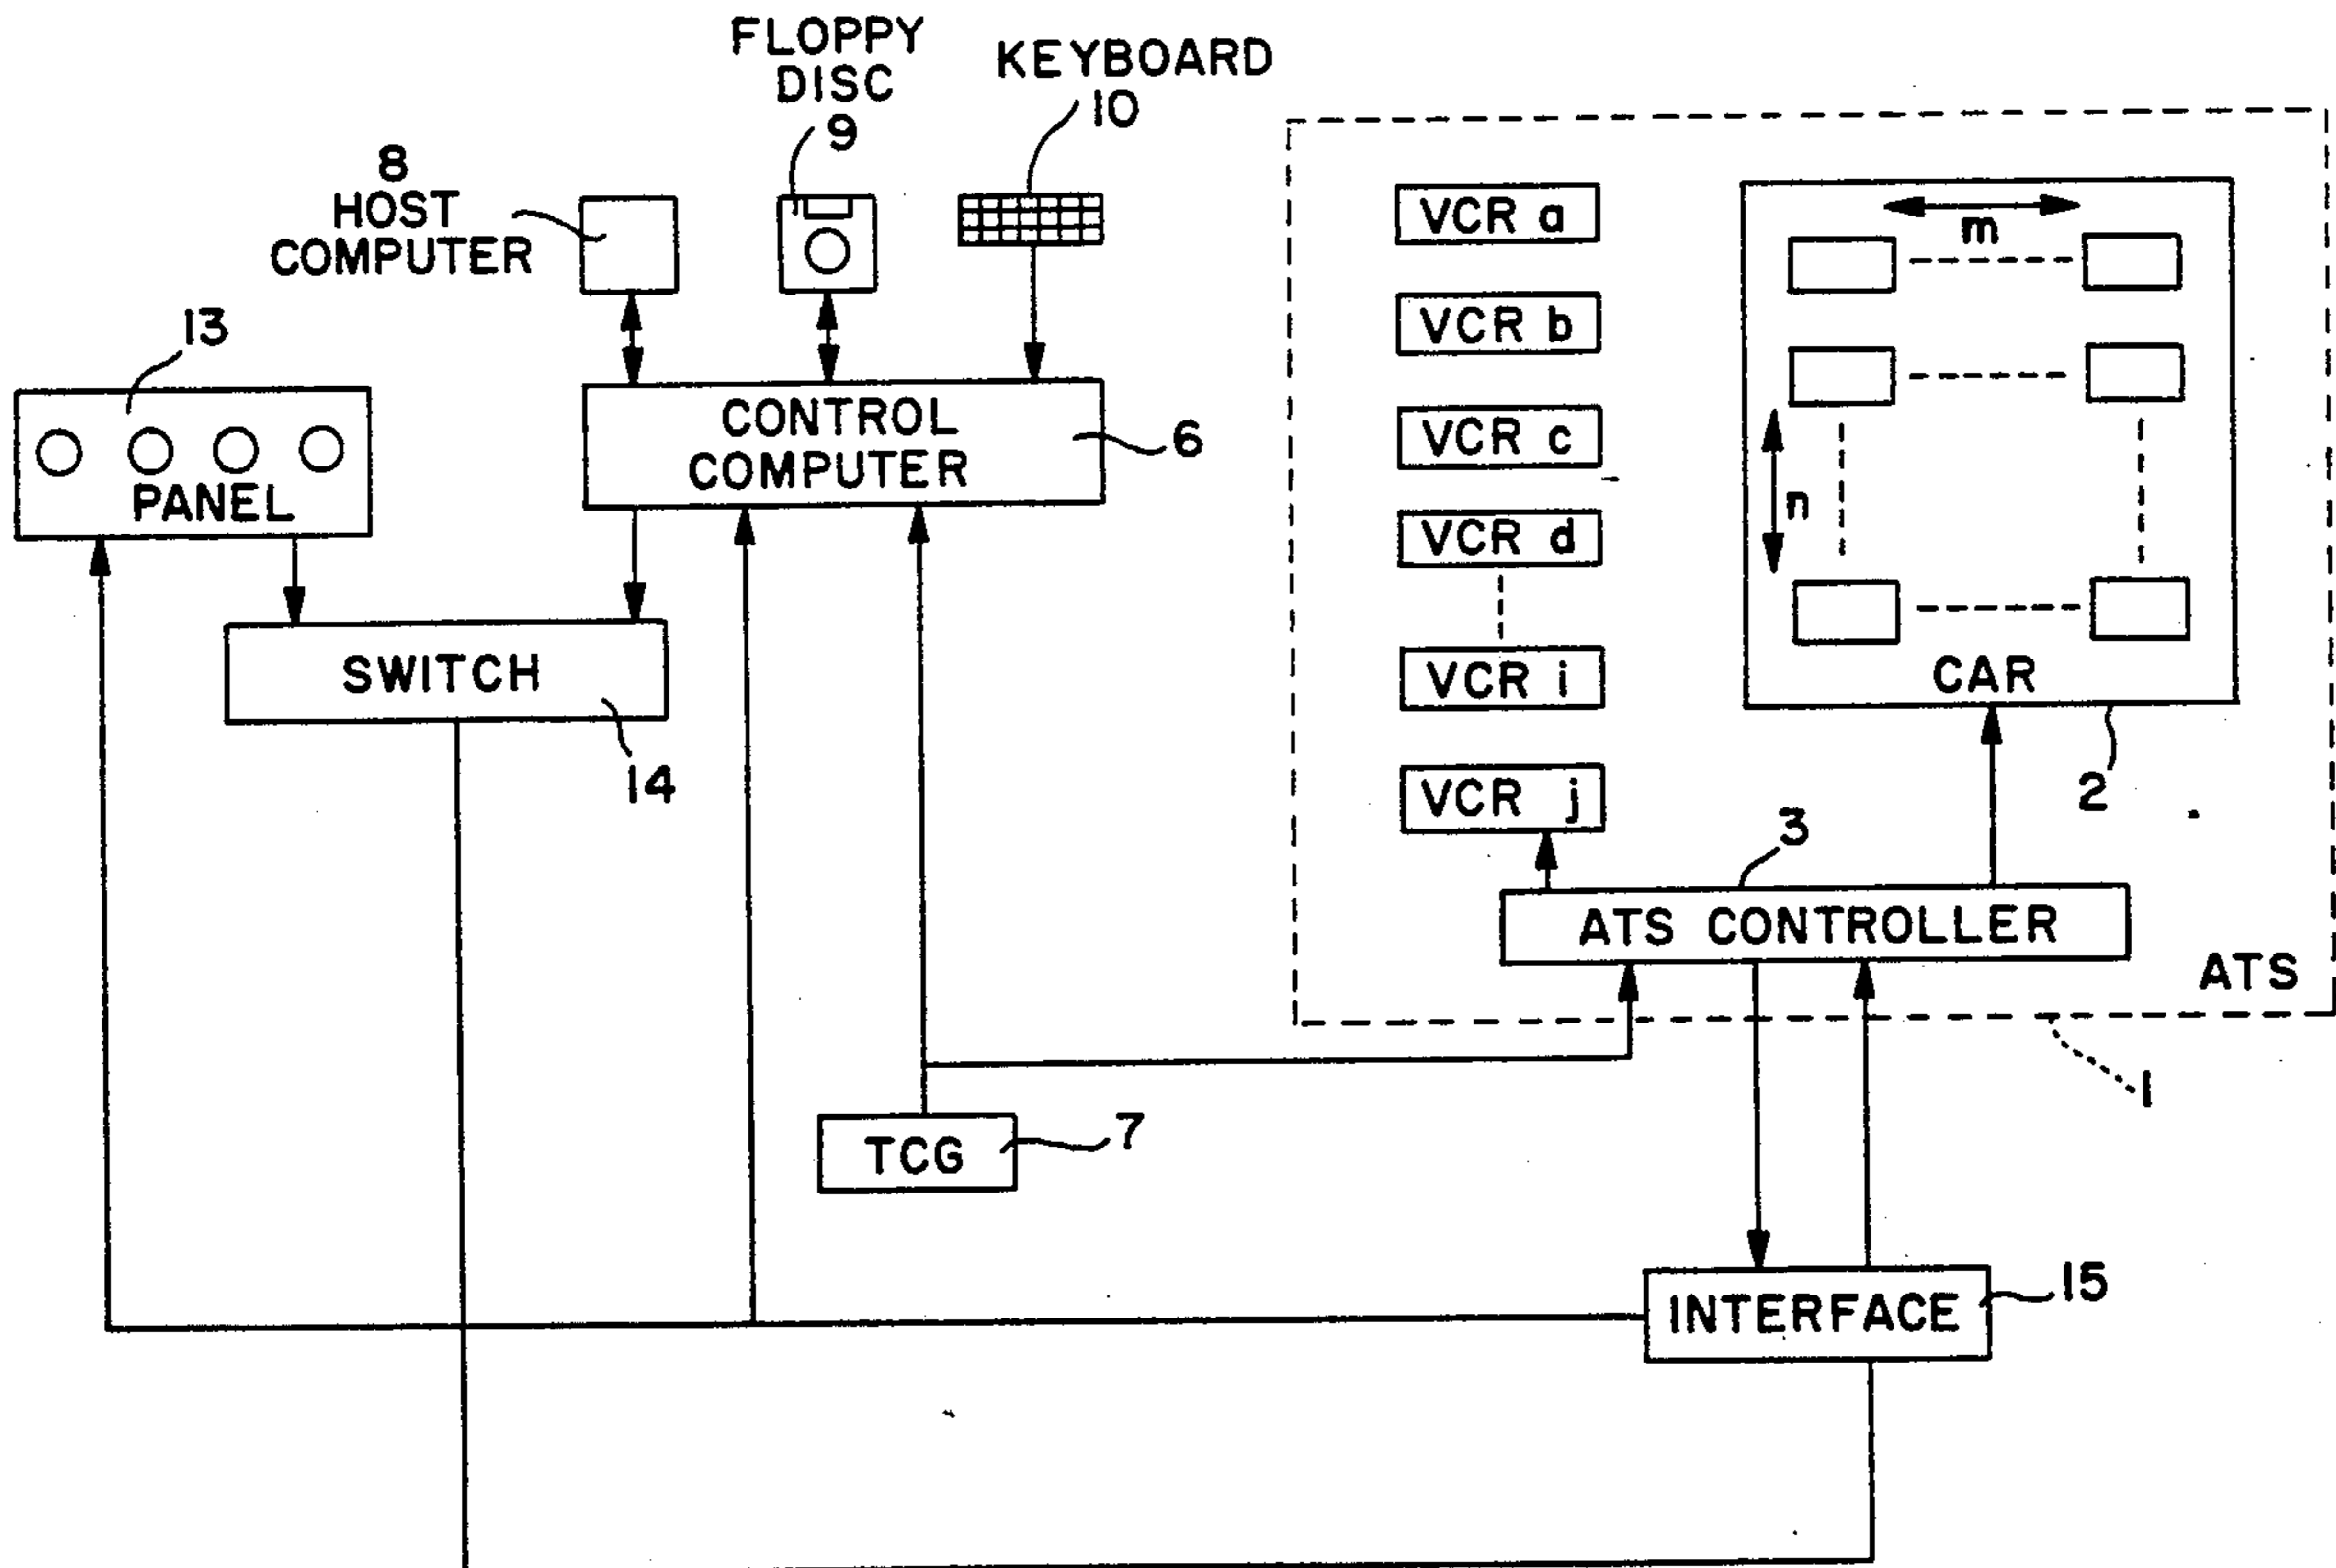 FLOPPY
DISC
9
KEYBOARD
10
8
HOST
COMPUTER
13
PANEL
CONTROL
COMPUTER
6
SWITCH
14
VCR a
VCR b
VCR c
VCR d
VCR i
VCR j
m
n
CAR
2
3
ATS CONTROLLER
ATS
1
TCG
7
INTERFACE
15